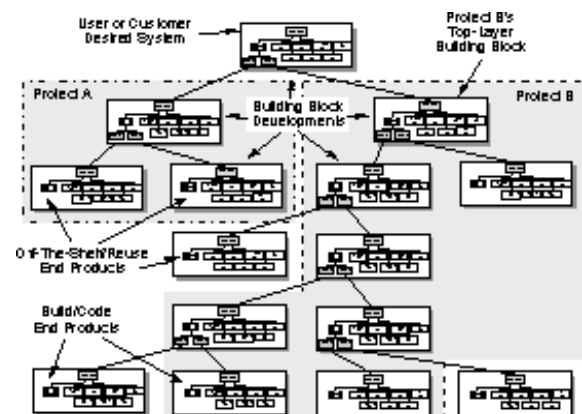 User or Customer
Desired System
Project B's
Top-Layer
Building Block
Project A
Project B
Building Block
Developments
Off-The-Shelf/Reuse
End Products
Build/Code
End Products